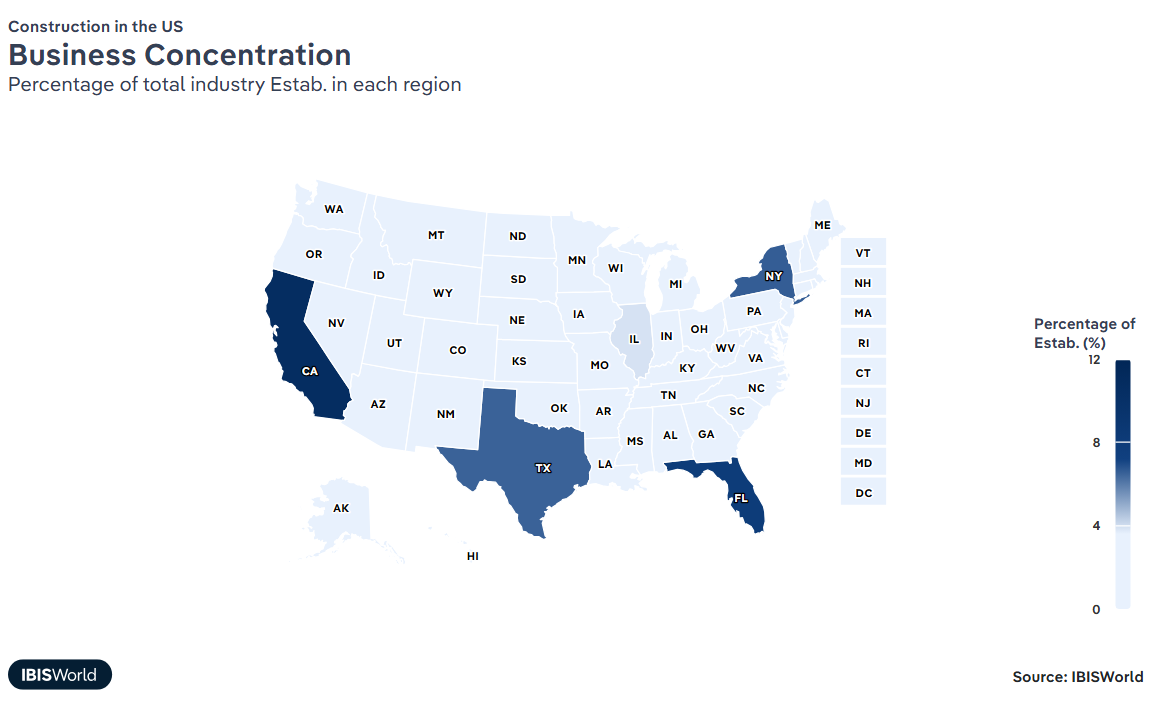 Construction in the US
Business Concentration
Percentage of total industry Estab. in each region
WA
MT
ND
MN
ME
OR
ID
WY
SD
WI
MI
NY
VT
NH
MA
RI
CT
NJ
DE
MD
DC
NV
UT
CO
NE
IA
IL
IN
OH
PA
CA
AZ
NM
KS
MO
KY
WV
VA
OK
AR
TN
NC
SC
TX
LA
MS
AL
GA
FL
AK
HI
Percentage of
Estab. (%)
12
8
4
0
IBISWorld
Source: IBISWorld